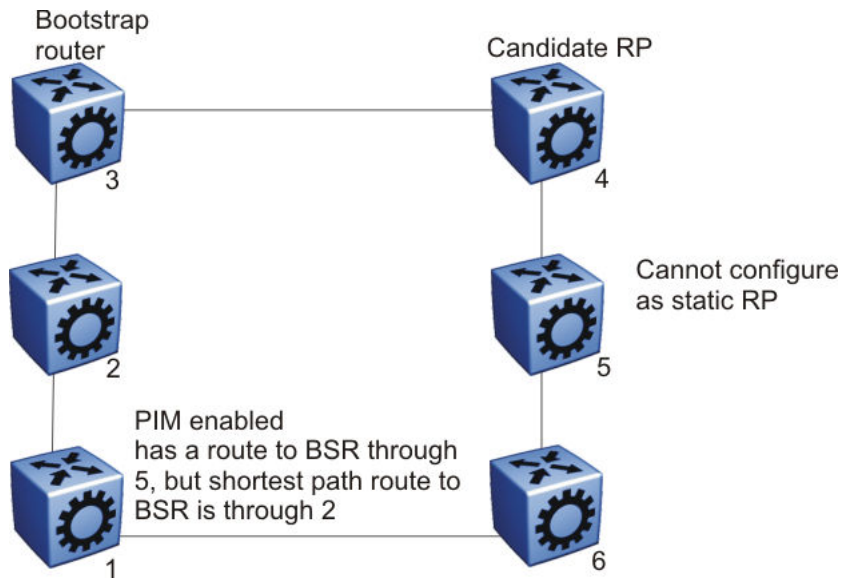 Bootstrap
router
Candidate RP
3
4
Cannot configure
as static RP
2
5
PIM enabled
has a route to BSR through
5, but shortest path route to
BSR is through 2
1
6